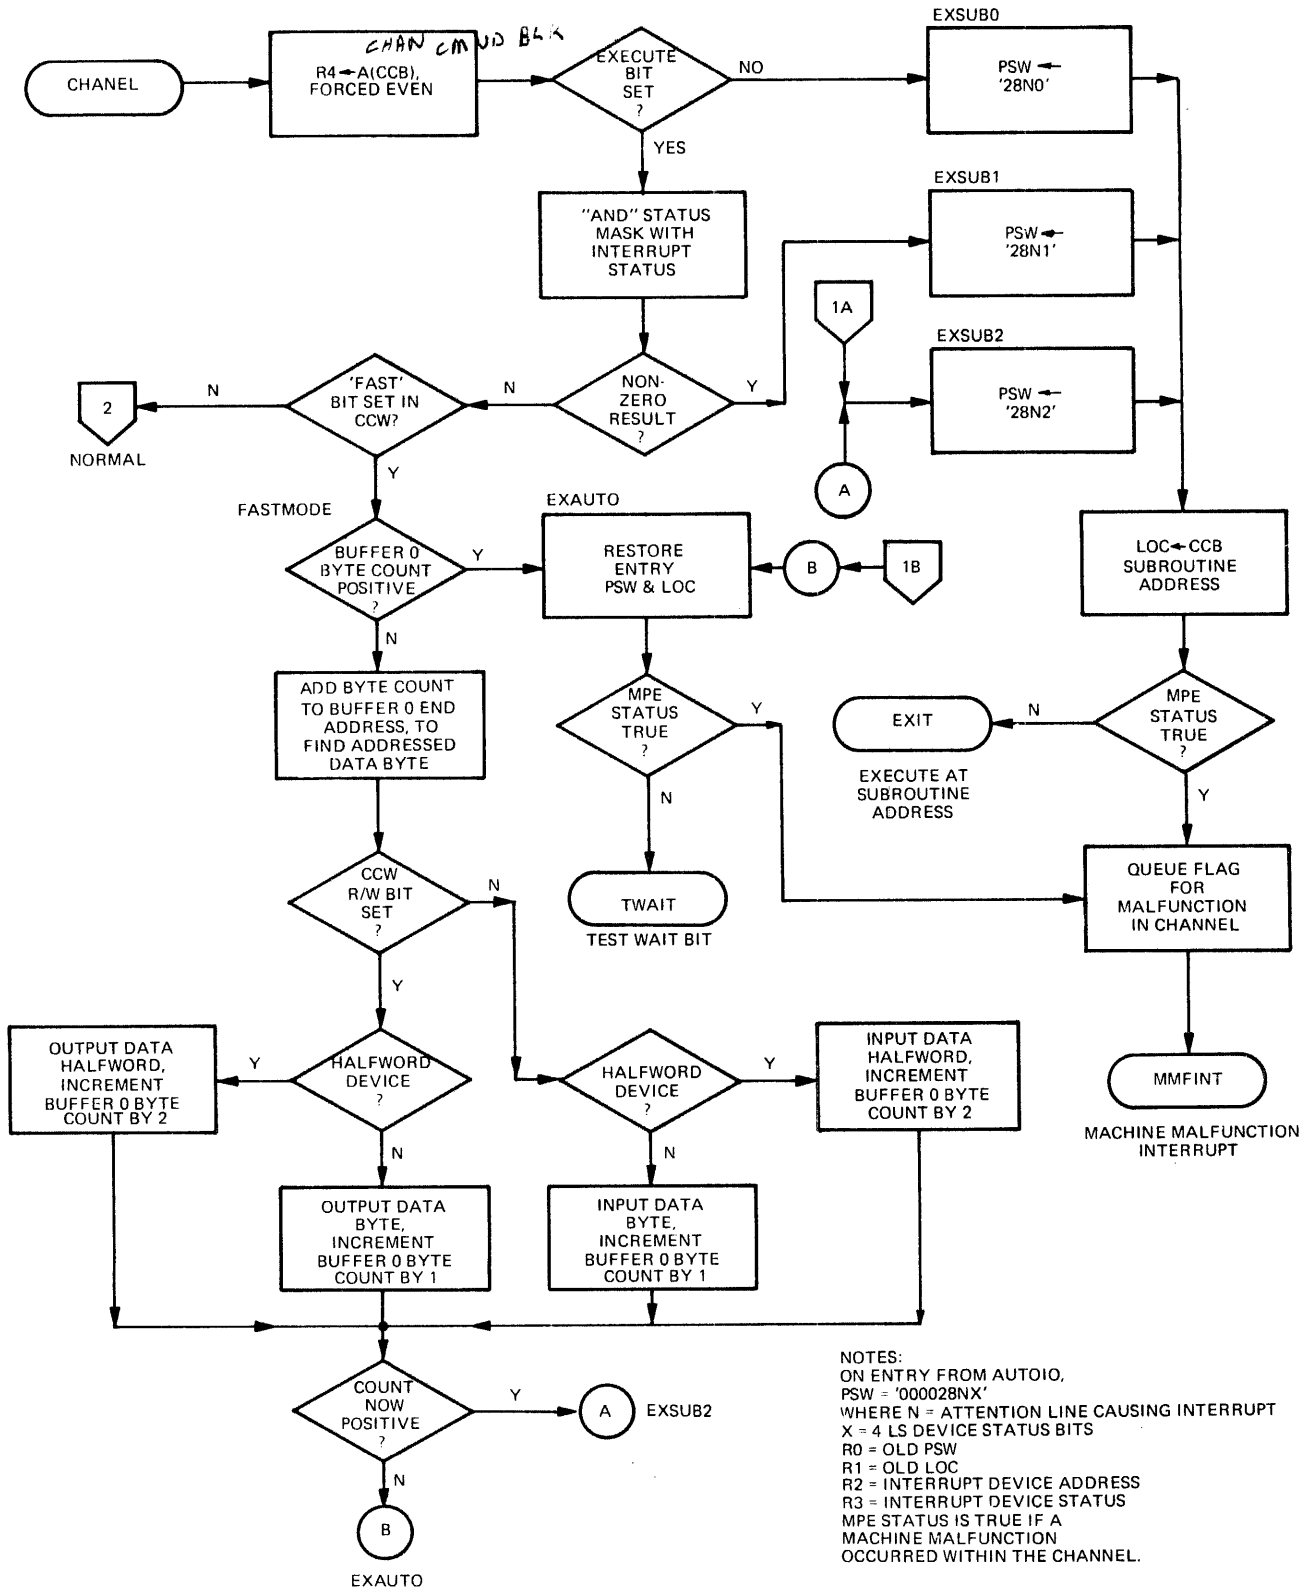 EXSUB0
CHAN CMND BLK
CHANEL
R4←A(CCB),
FORCED EVEN
EXECUTE
BIT
SET
?
NO
PSW ←
'28N0'
YES
EXSUB1
"AND" STATUS
MASK WITH
INTERRUPT
STATUS
PSW ←
'28N1'
1A
EXSUB2
'FAST'
BIT SET IN
CCW?
N
N
NON-
ZERO
RESULT
?
Y
PSW ←
'28N2'
2
NORMAL
Y
A
FASTMODE
EXAUTO
BUFFER 0
BYTE COUNT
POSITIVE
?
Y
RESTORE
ENTRY
PSW & LOC
B
1B
LOC←CCB
SUBROUTINE
ADDRESS
N
ADD BYTE COUNT
TO BUFFER 0 END
ADDRESS, TO
FIND ADDRESSED
DATA BYTE
MPE
STATUS
TRUE
?
Y
N
EXIT
N
MPE
STATUS
TRUE
?
EXECUTE AT
SUBROUTINE
ADDRESS
Y
CCW
R/W BIT
SET
?
N
TWAIT
TEST WAIT BIT
QUEUE FLAG
FOR
MALFUNCTION
IN CHANNEL
Y
OUTPUT DATA
HALFWORD,
INCREMENT
BUFFER 0 BYTE
COUNT BY 2
Y
HALFWORD
DEVICE
?
HALFWORD
DEVICE
?
Y
INPUT DATA
HALFWORD,
INCREMENT
BUFFER 0 BYTE
COUNT BY 2
MMFINT
MACHINE MALFUNCTION
INTERRUPT
N
N
OUTPUT DATA
BYTE,
INCREMENT
BUFFER 0 BYTE
COUNT BY 1
INPUT DATA
BYTE,
INCREMENT
BUFFER 0 BYTE
COUNT BY 1
COUNT
NOW
POSITIVE
?
Y
A
EXSUB2
N
B
EXAUTO
NOTES:
ON ENTRY FROM AUTOIO,
PSW = '000028NX'
WHERE N = ATTENTION LINE CAUSING INTERRUPT
X = 4 LS DEVICE STATUS BITS
R0 = OLD PSW
R1 = OLD LOC
R2 = INTERRUPT DEVICE ADDRESS
R3 = INTERRUPT DEVICE STATUS
MPE STATUS IS TRUE IF A
MACHINE MALFUNCTION
OCCURRED WITHIN THE CHANNEL.